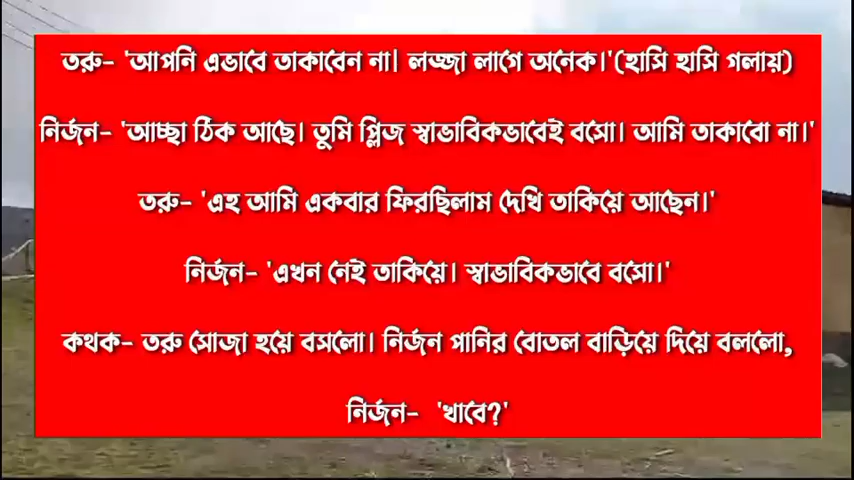 তরু- 'আপনি এভাবে তাকাবেন না। লজ্জা লাগে অনেক।'(হাসি হাসি গলায়)
নির্জন- 'আচ্ছা ঠিক আছে। তুমি প্লিজ স্বাভাবিকভাবেই বসো। আমি তাকাবো না।'
তরু- 'এহ আমি একবার ফিরছিলাম দেখি তাকিয়ে আছেন।'
নির্জন- 'এখন নেই তাকিয়ে। স্বাভাবিকভাবে বসো।'
কথক- তরু সোজা হয়ে বসলো। নির্জন পানির বোতল বাড়িয়ে দিয়ে বললো,
নির্জন- 'খাবে?'